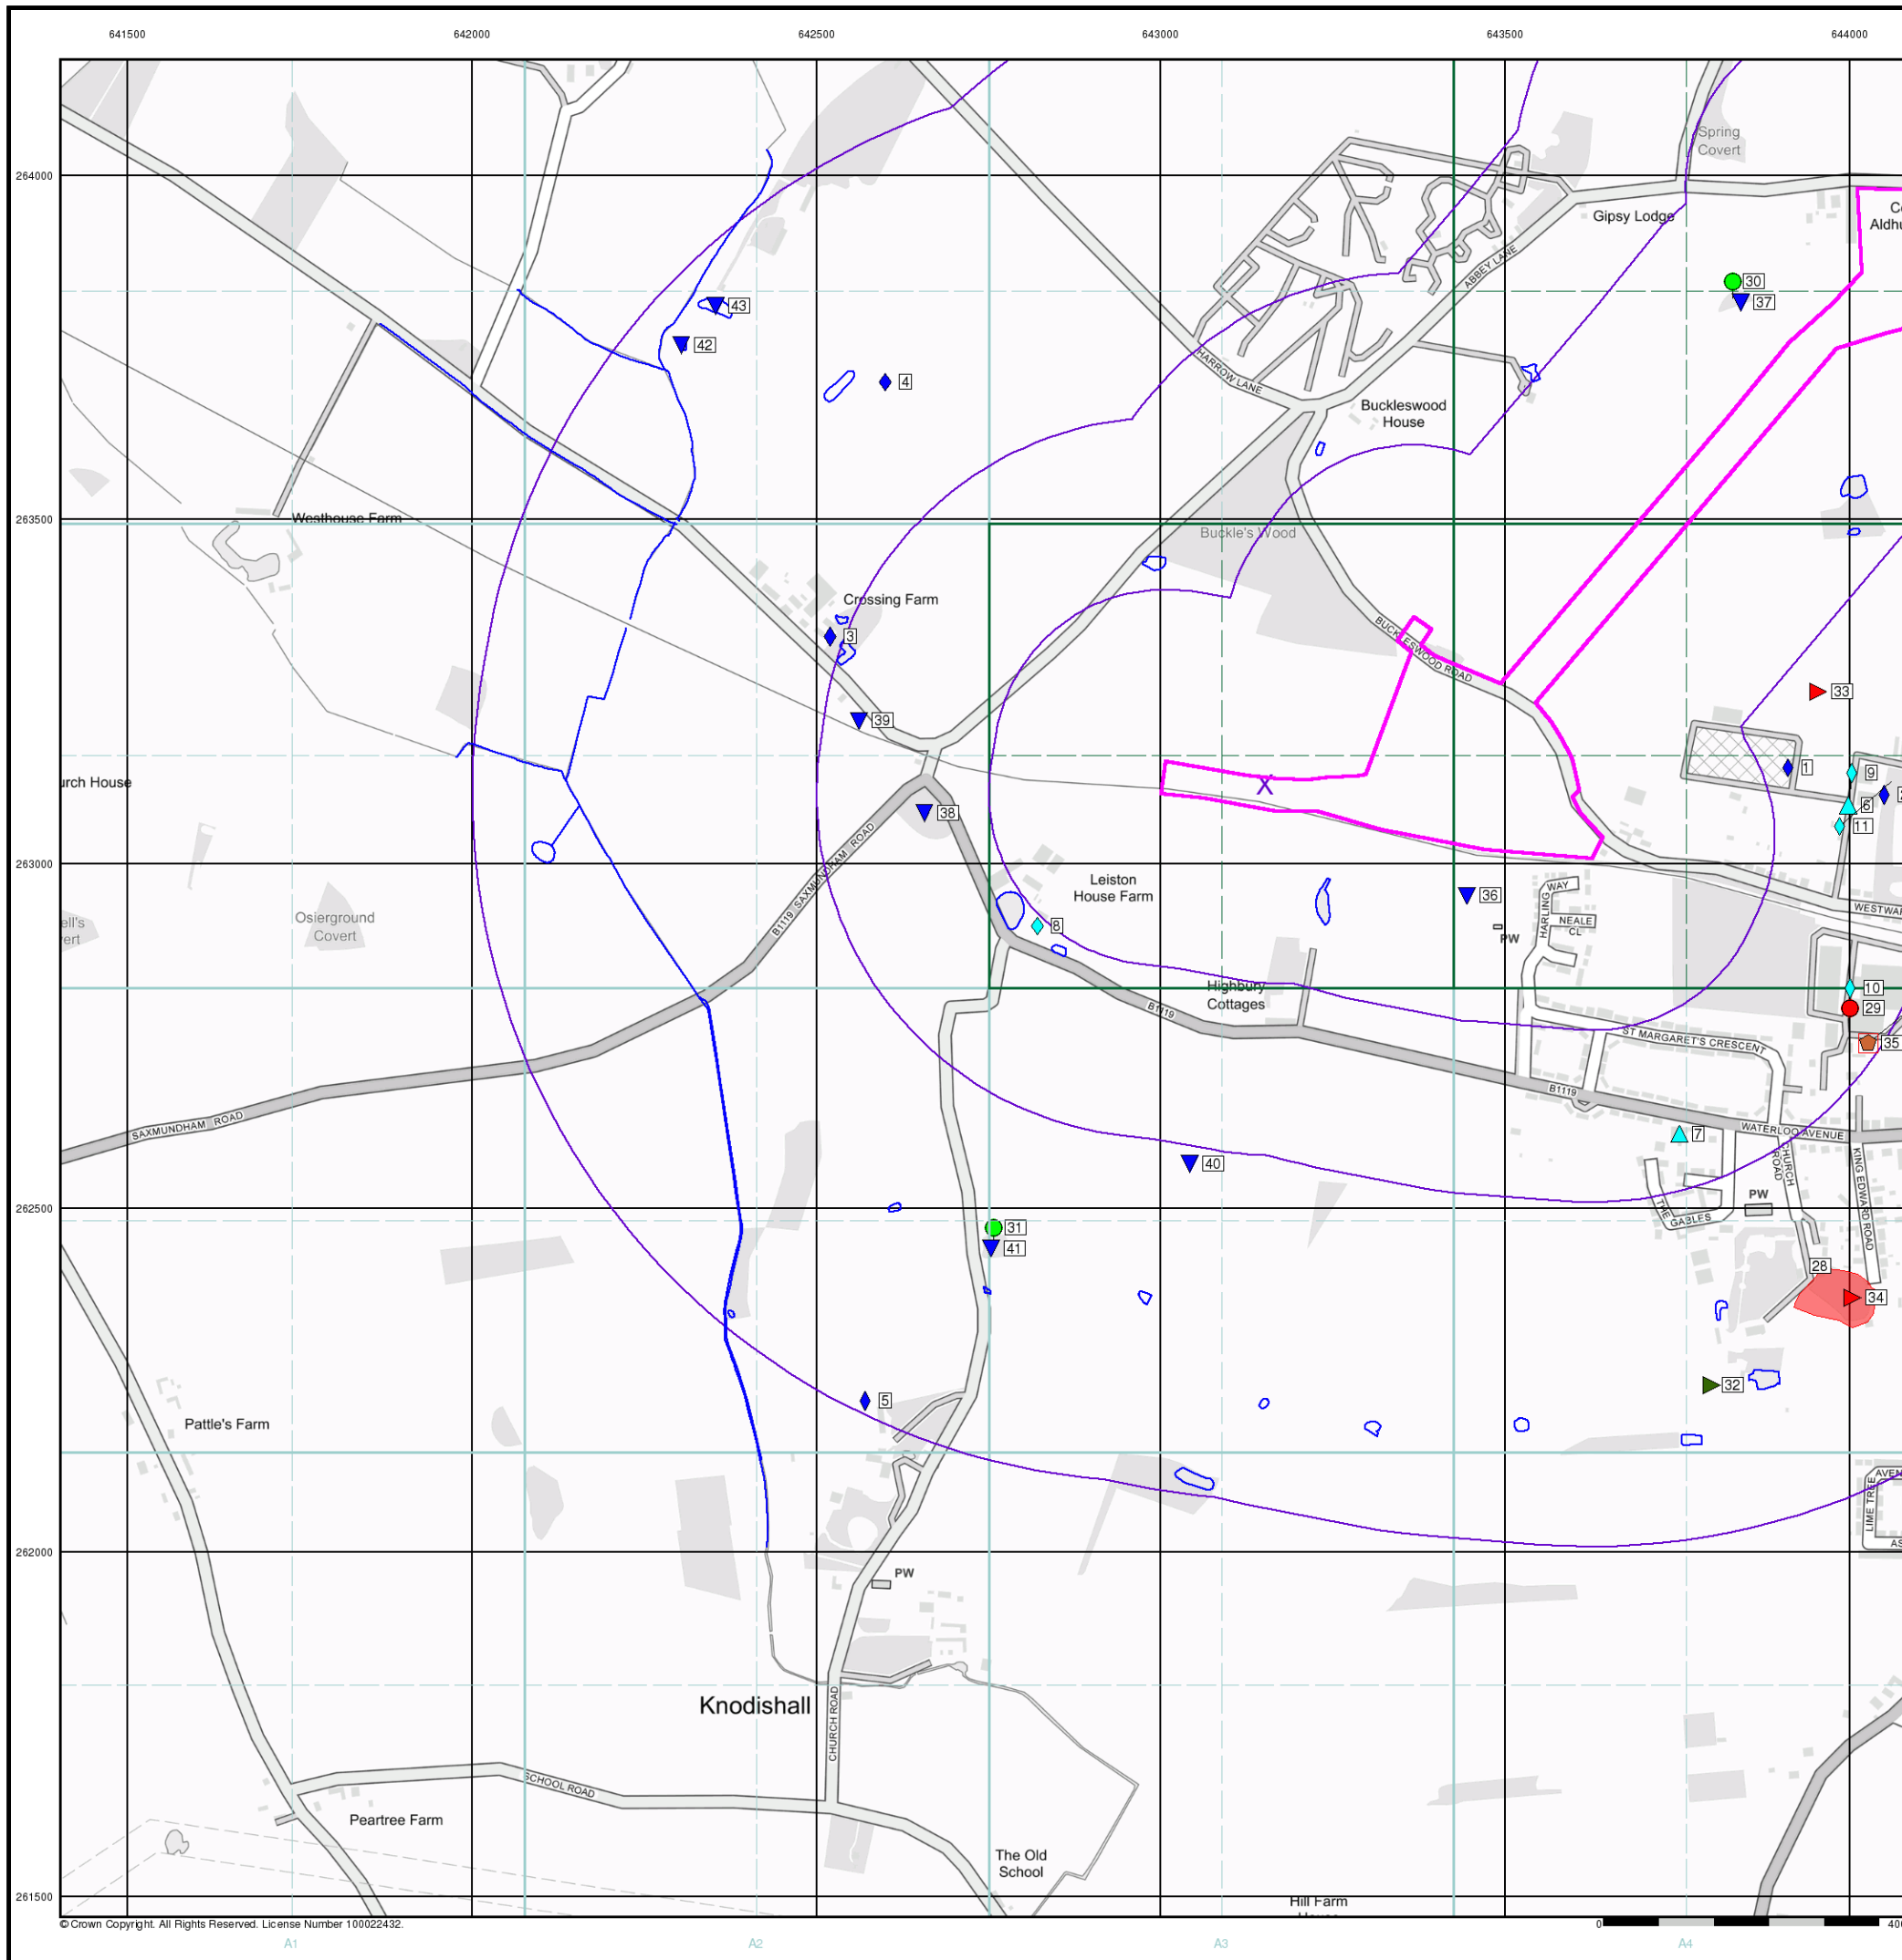 641500 642000 642500 643000 643500 644000
Spring
Covert
264000
Gipsy Lodge
Aldhu
ABBEY LANE
30
43
37
42
HARROW LANE
4
Buckleswood
House
263500
Westhouse Farm
Buckle's Wood
Crossing Farm
3
BUCKLESWOOD ROAD
33
39
1
9
X
6
11
38
263000
B1119 SAXMUNDHAM ROAD
Leiston
House Farm
36
HARLING WAY
NEALE
CL
PW
8
Osierground
Covert
Highbury
Cottages
10
29
B1119
35
ST MARGARET'S CRESCENT
B1119
SAXMUNDHAM ROAD
WATERLOO AVENUE
7
40
CHURCH
ROAD
KING EDWARD ROAD
PW
THE
GABLES
262500
31
41
28
34
32
5
Pattle's Farm
LIME TREE
262000
PW
Knodishall
CHURCH ROAD
SCHOOL ROAD
Peartree Farm
The Old
School
261500
Hill Farm
© Crown Copyright. All Rights Reserved. License Number 100022432.
0
A1 A2 A3 A4